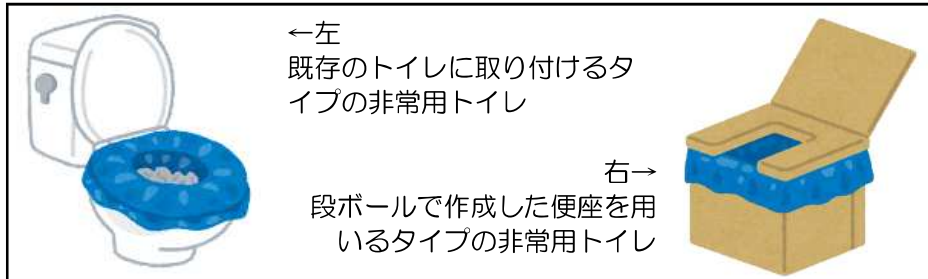 ←左
既存のトイレに取り付けるタ
イプの非常用トイレ
右→
段ボールで作成した便座を用
いるタイプの非常用トイレ